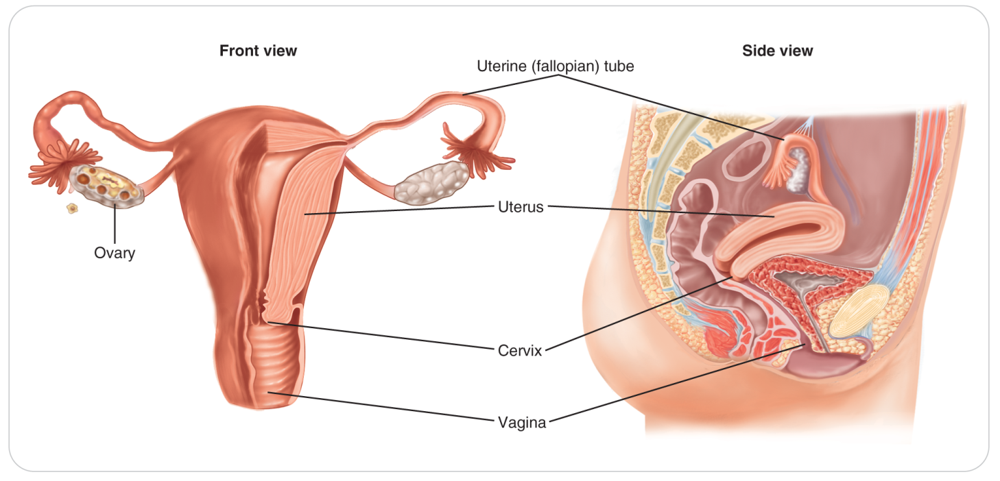 Front view
Side view
Uterine (fallopian) tube
Uterus
Ovary
Cervix
Vagina